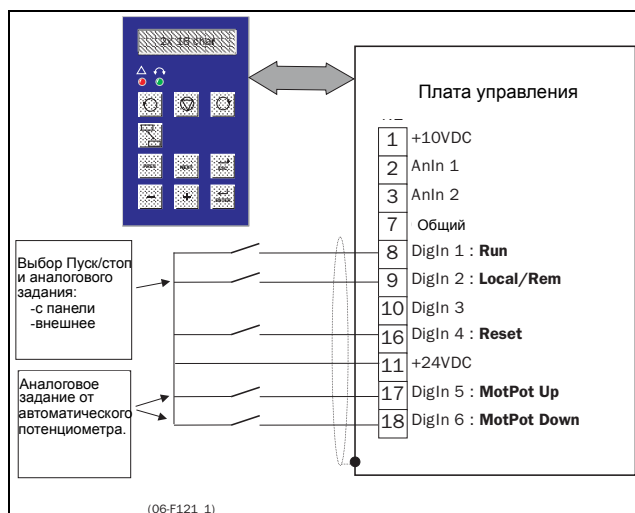 2x 16 char
Плата управления
1 +10VDC
2 AnIn 1
3 AnIn 2
7 Общий
8 DigIn 1 : Run
9 DigIn 2 : Local/Rem
10 DigIn 3
16 DigIn 4 : Reset
11 +24VDC
17 DigIn 5 : MotPot Up
18 DigIn 6 : MotPot Down
Выбор Пуск/стоп
и аналогового
задания:
-с панели
-внешнее
Аналоговое
задание от
автоматического
потенциометра.
NEXT
ENTER
- +
(06-F121_1)